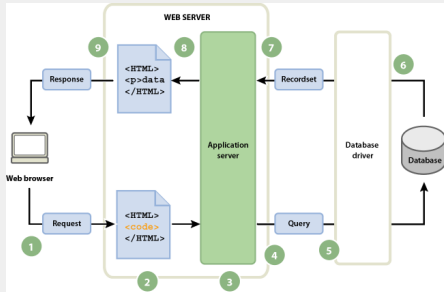 WEB SERVER
9
8
7
6
Response
<HTML>
<p>data
</HTML>
Recordset
Application
server
Database
driver
Database
Web browser
Request
<HTML>
<code>
</HTML>
Query
1
2
3
4
5